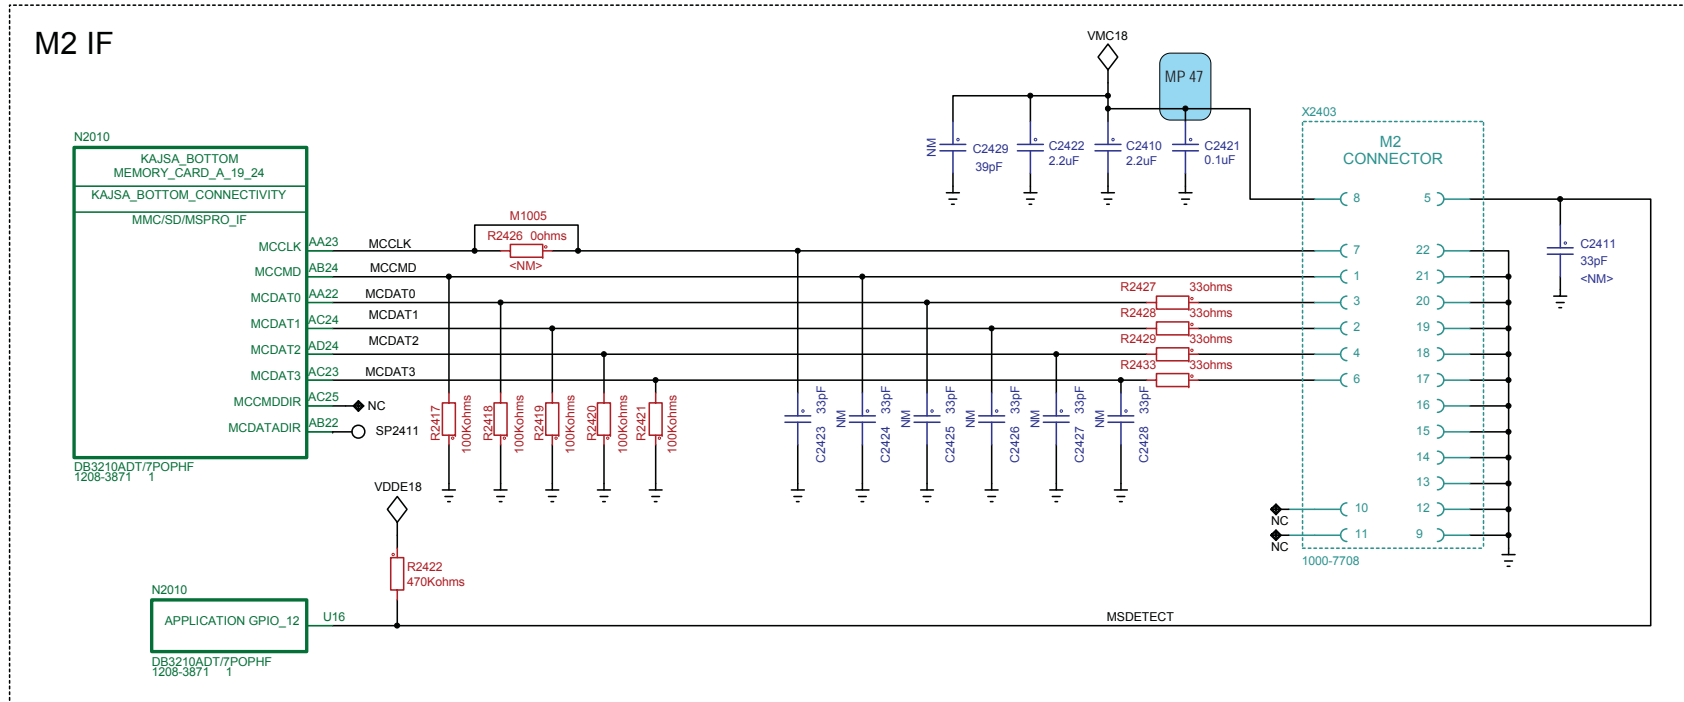 M2 IF
VMC18
MP 47
NM
C2429
39pF
C2422
2.2uF
C2410
2.2uF
C2421
0.1uF
X2403
M2
CONNECTOR
N2010
KAJSA_BOTTOM
MEMORY_CARD_A_19_24
KAJSA_BOTTOM_CONNECTIVITY
MMC/SD/MSPRO_IF
MCCLK AA23 MCCLK
MCCMD AB24 MCCMD
MCDAT0 AA22 MCDAT0
MCDAT1 AC24 MCDAT1
MCDAT2 AD24 MCDAT2
MCDAT3 AC23 MCDAT3
MCCMDDIR AC25 NC
MCDATADIR AB22 SP2411
DB3210ADT/7POPHF
1208-3871 1
M1005
R2426 0ohms
<NM>
R2427 33ohms
R2428 33ohms
R2429 33ohms
R2433 33ohms
R2417
100Kohms
R2418
100Kohms
R2419
100Kohms
R2420
100Kohms
R2421
100Kohms
C2423
33pF
NM
C2424
33pF
NM
C2425
33pF
NM
C2426
33pF
NM
C2427
33pF
NM
C2428
33pF
8 5
7 22
1 21
3 20
2 19
4 18
6 17
16
15
14
13
NC 10 12
NC 11 9
1000-7708
C2411
33pF
<NM>
VDDE18
R2422
470Kohms
N2010
APPLICATION GPIO_12 U16
MSDETECT
DB3210ADT/7POPHF
1208-3871 1